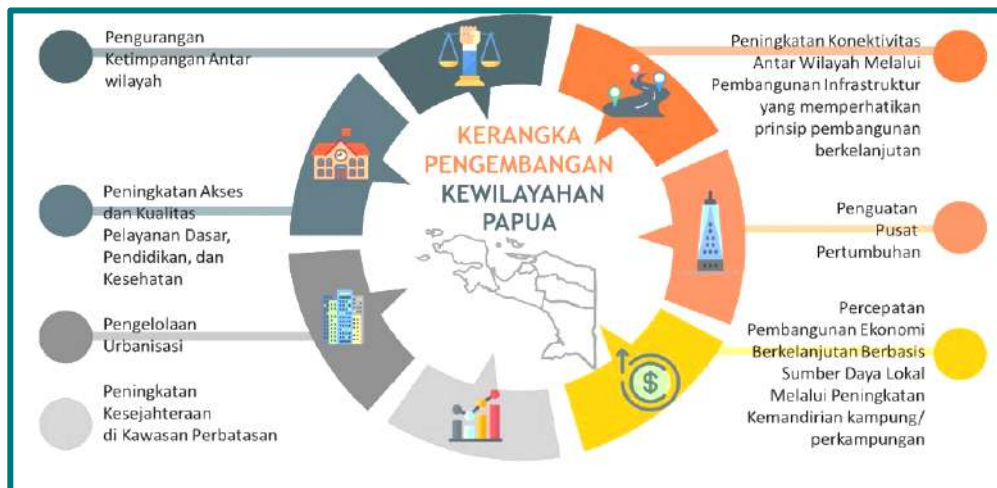 Pengurangan
Ketimpangan Antar
wilayah
Peningkatan Akses
dan Kualitas
Pelayanan Dasar,
Pendidikan, dan
Kesehatan
Pengelolaan
Urbanisasi
Peningkatan
Kesejahteraan
di Kawasan Perbatasan
KERANGKA
PENGEMBANGAN
KEWILAYAHAN
PAPUA
$
Peningkatan Konektivitas
Antar Wilayah Melalui
Pembangunan Infrastruktur
yang memperhatikan
prinsip pembangunan
berkelanjutan
Penguatan
Pusat
Pertumbuhan
Percepatan
Pembangunan Ekonomi
Berkelanjutan Berbasis
Sumber Daya Lokal
Melalui Peningkatan
Kemandirian kampung/
perkampungan